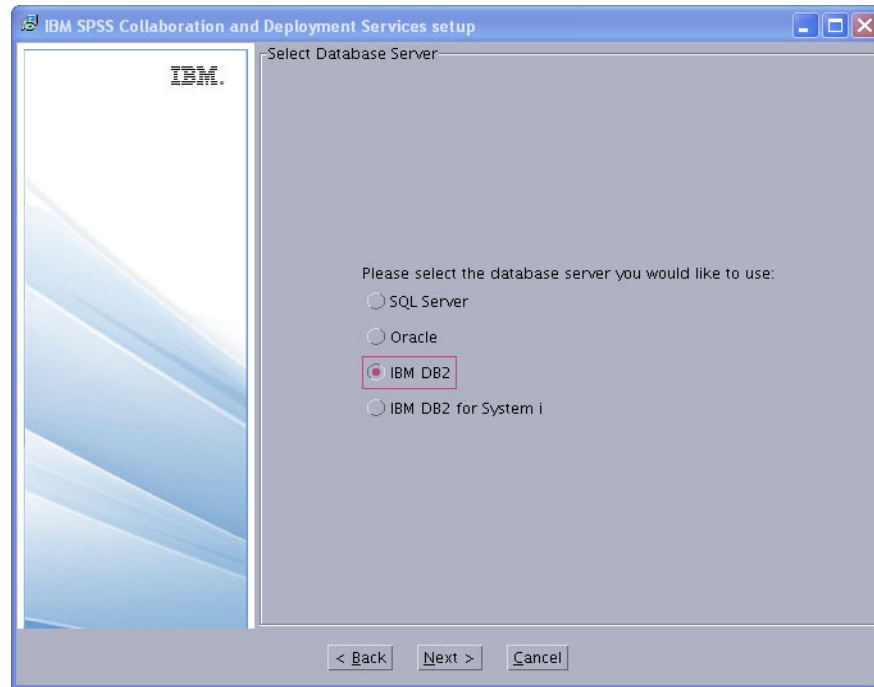 IBM SPSS Collaboration and Deployment Services setup
IBM.
Select Database Server
Please select the database server you would like to use:
SQL Server
Oracle
IBM DB2
IBM DB2 for System i
< Back Next > Cancel